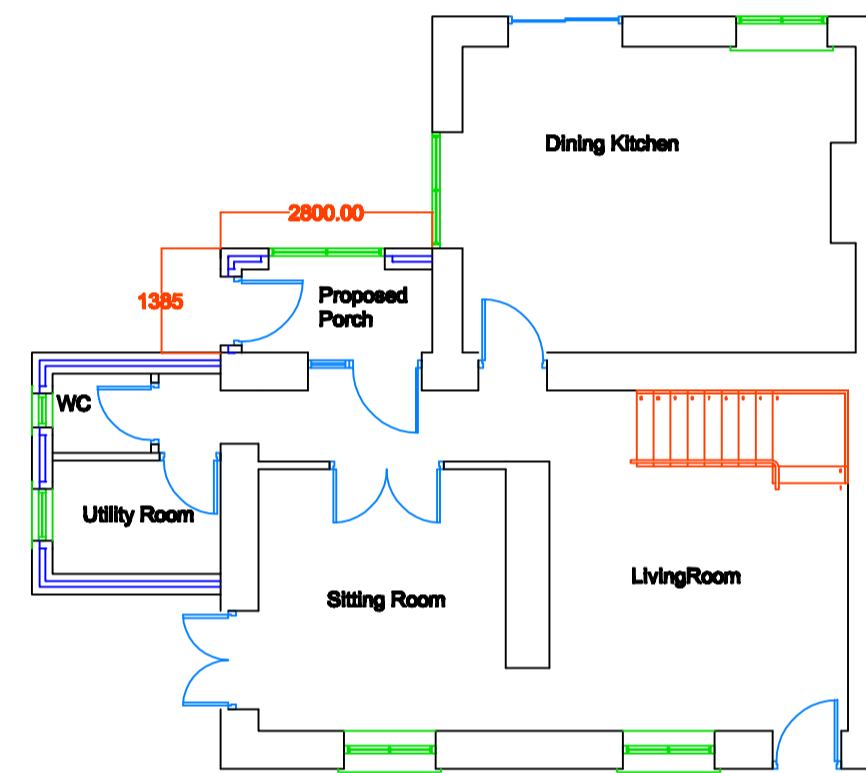 Dining Kitchen
2800.00
1385
Proposed
Porch
WC
Utility Room
Sitting Room
LivingRoom